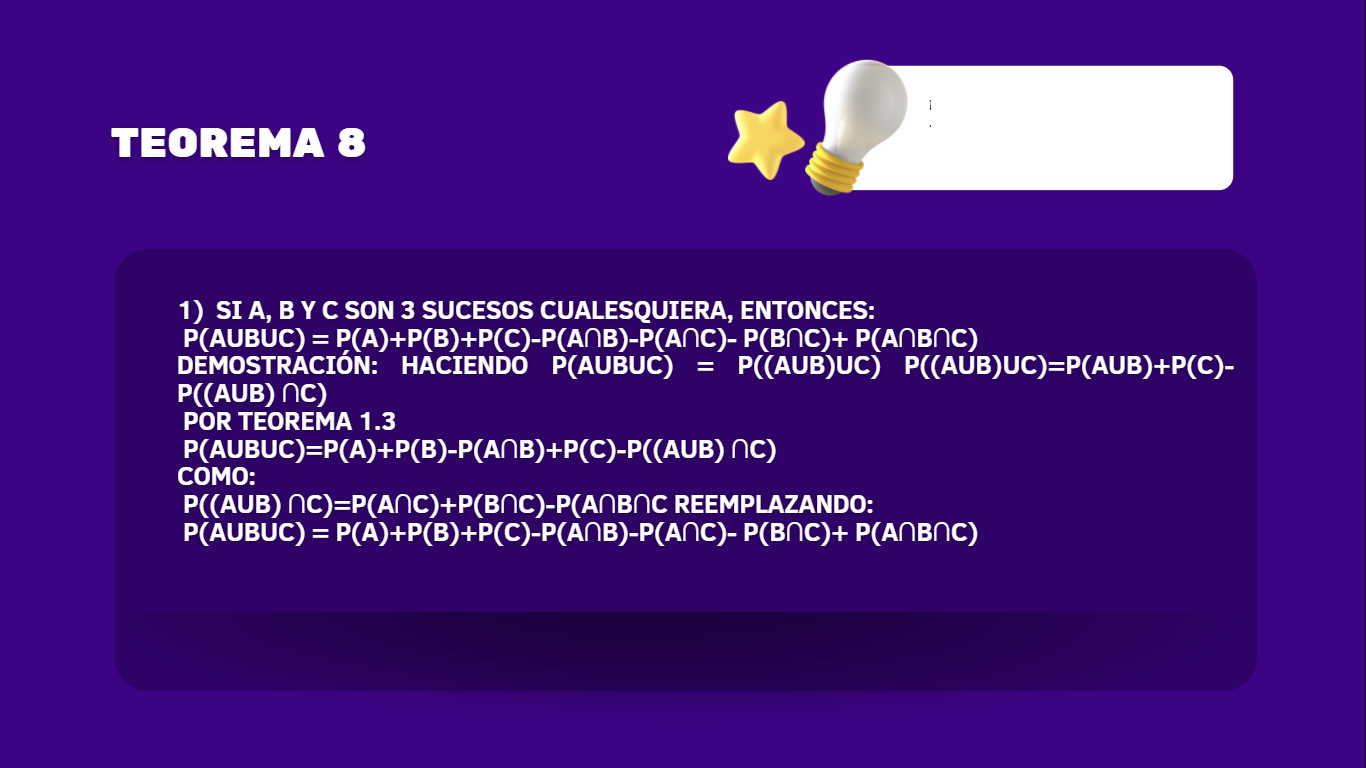 TEOREMA 8
¡
.
1) SI A, B Y C SON 3 SUCESOS CUALESQUIERA, ENTONCES:
P(AUBUC) = P(A)+P(B)+P(C)-P(A∩B)-P(A∩C)- P(B∩C)+ P(A∩B∩C)
DEMOSTRACIÓN: HACIENDO P(AUBUC) = P((AUB)UC) P((AUB)UC)=P(AUB)+P(C)-
P((AUB) ∩C)
POR TEOREMA 1.3
P(AUBUC)=P(A)+P(B)-P(A∩B)+P(C)-P((AUB) ∩C)
COMO:
P((AUB) ∩C)=P(A∩C)+P(B∩C)-P(A∩B∩C REEMPLAZANDO:
P(AUBUC) = P(A)+P(B)+P(C)-P(A∩B)-P(A∩C)- P(B∩C)+ P(A∩B∩C)